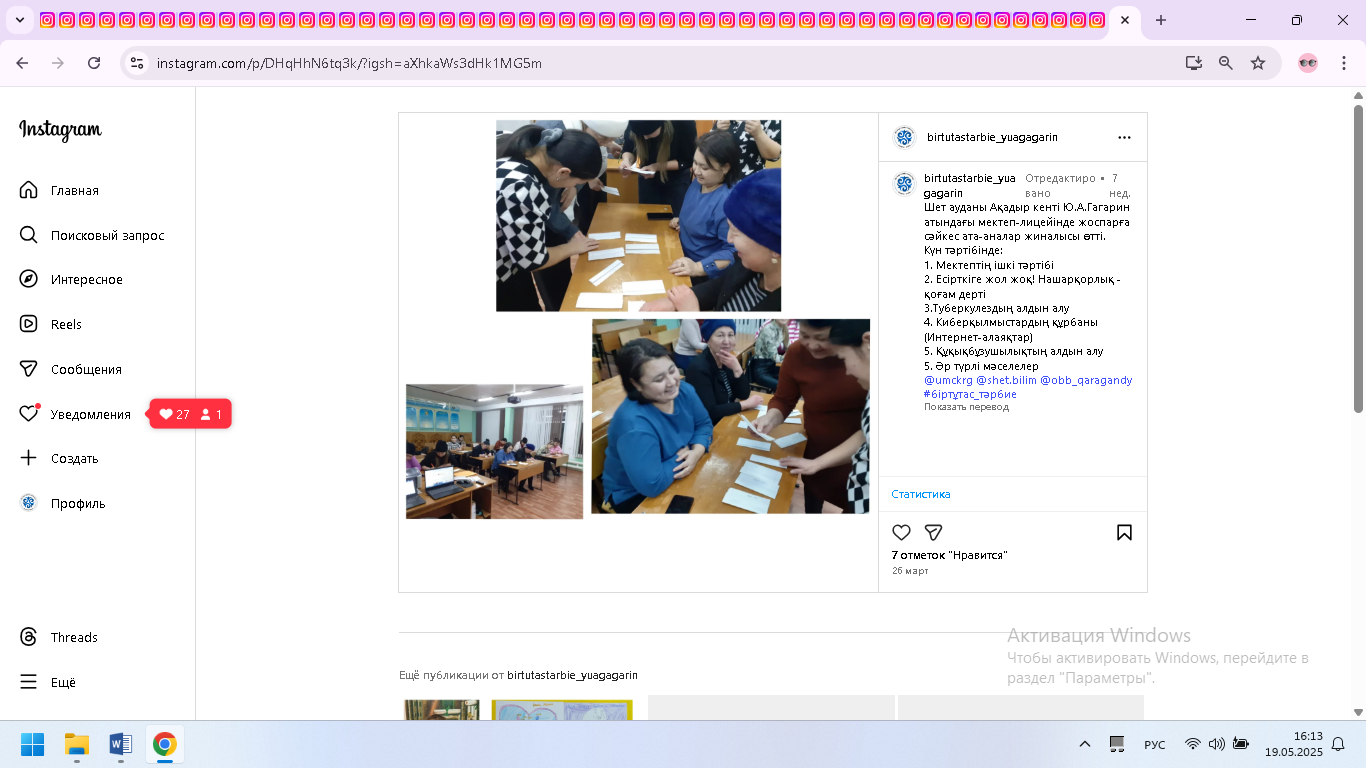 instagram.com/p/DHqHhN6tq3k/?igsh=aXhkaWs3dHk1MG5m
Instagram
Главная
Поисковый запрос
Интересное
Reels
Сообщения
Уведомления
27 1
Создать
Профиль
Threads
Ещё
birtutastarbie_yuagagarin
birtutastarbie_yua
gagarin
Отредактиро
вано
• 7
нед.
Шет ауданы Ақадыр кенті Ю.А.Гагарин
атындағы мектеп-лицейінде жоспарға
сәйкес ата-аналар жиналысы өтті.
Күн тәртібінде:
1. Мектептің ішкі тәртібі
2. Есірткіге жол жоқ! Нашарқорлық -
қоғам дерті
3.Туберкулездың алдын алу
4. Киберқылмыстардың құрбаны
(Интернет-алаяқтар)
5. Құқықбұзушылықтың алдын алу
5. Әр түрлі мәселелер
@umckrg @shet.bilim @obb_qaragandy
#біртұтас_тәрбие
Показать перевод
Статистика
7 отметок "Нравится"
26 март
Ещё публикации от birtutastarbie_yuagagarin
Активация Windows
Чтобы активировать Windows, перейдите в
раздел "Параметры".
РУС
16:13
19.05.2025